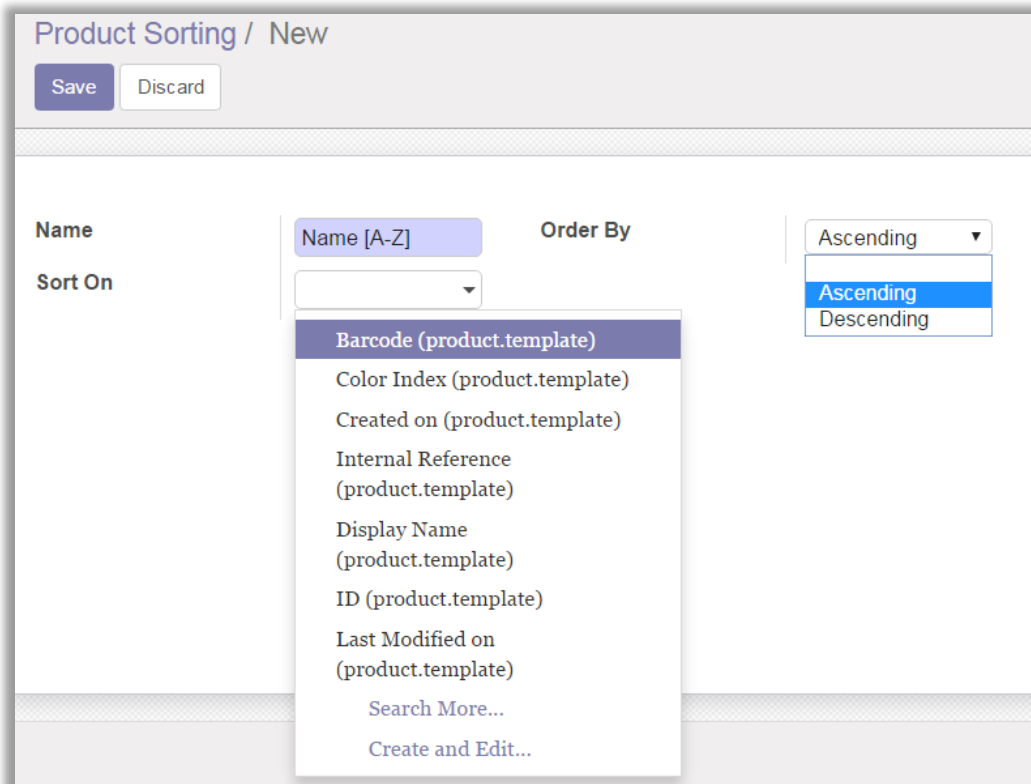 Product Sorting / New
Save Discard
Name Name [A-Z] Order By Ascending
Sort On
Ascending
Descending
Barcode (product.template)
Color Index (product.template)
Created on (product.template)
Internal Reference
(product.template)
Display Name
(product.template)
ID (product.template)
Last Modified on
(product.template)
Search More...
Create and Edit...